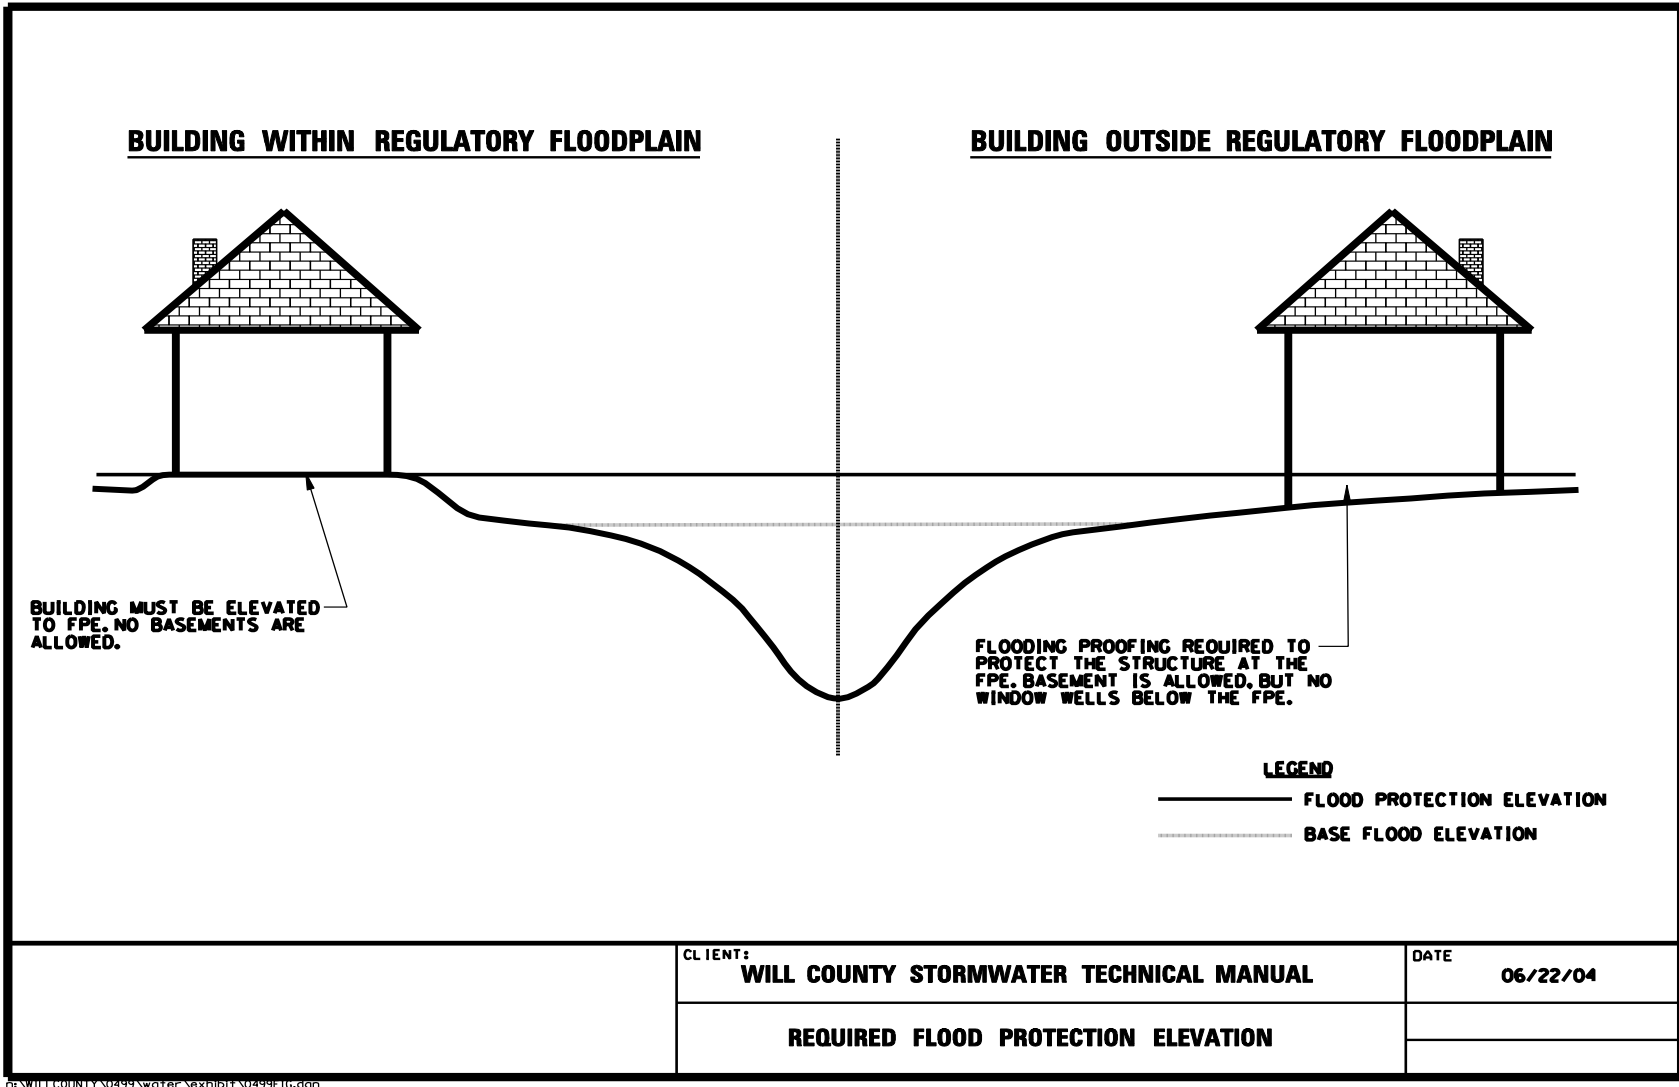 BUILDING WITHIN REGULATORY FLOODPLAIN
BUILDING OUTSIDE REGULATORY FLOODPLAIN
BUILDING MUST BE ELEVATED
TO FPE. NO BASEMENTS ARE
ALLOWED.
FLOODING PROOFING REQUIRED TO
PROTECT THE STRUCTURE AT THE
FPE. BASEMENT IS ALLOWED, BUT NO
WINDOW WELLS BELOW THE FPE.
LEGEND
FLOOD PROTECTION ELEVATION
BASE FLOOD ELEVATION
CLIENT:
WILL COUNTY STORMWATER TECHNICAL MANUAL
DATE
06/22/04
REQUIRED FLOOD PROTECTION ELEVATION